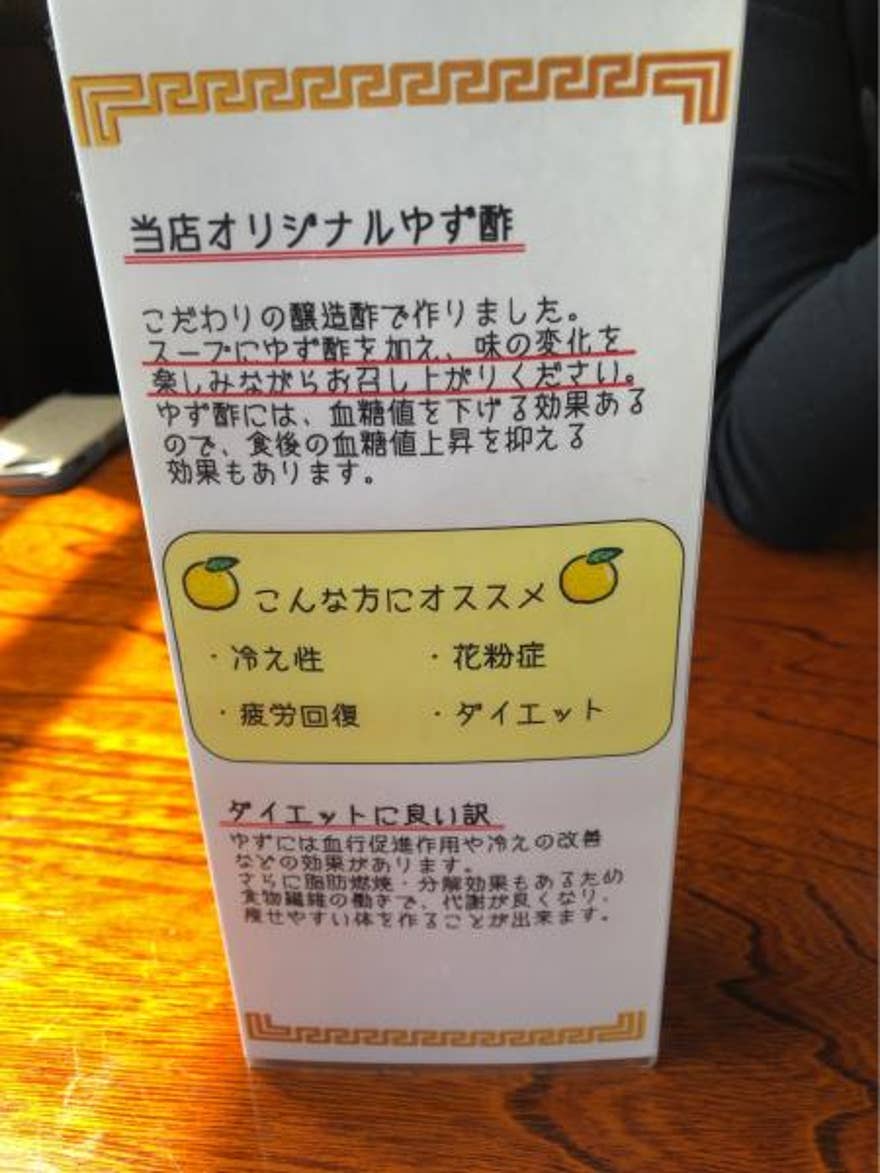 当店オリジナルゆず酢
こだわりの醸造酢で作りました。
スープにゆず酢を加え、味の変化を
楽しみながらお召し上がりください。
ゆず酢には、血糖値を下げる効果ある
ので、食後の血糖値上昇を抑える
効果もあります。
こんな方にオススメ
・冷え性 ・花粉症
・疲労回復 ・ダイエット
ダイエットに良い訳
ゆずには血行促進作用や冷えの改善
などの効果があります。
さらに脂肪燃焼・分解効果もあるため
食物繊維の働きで、代謝が良くなり、
痩せやすい体を作ることが出来ます。